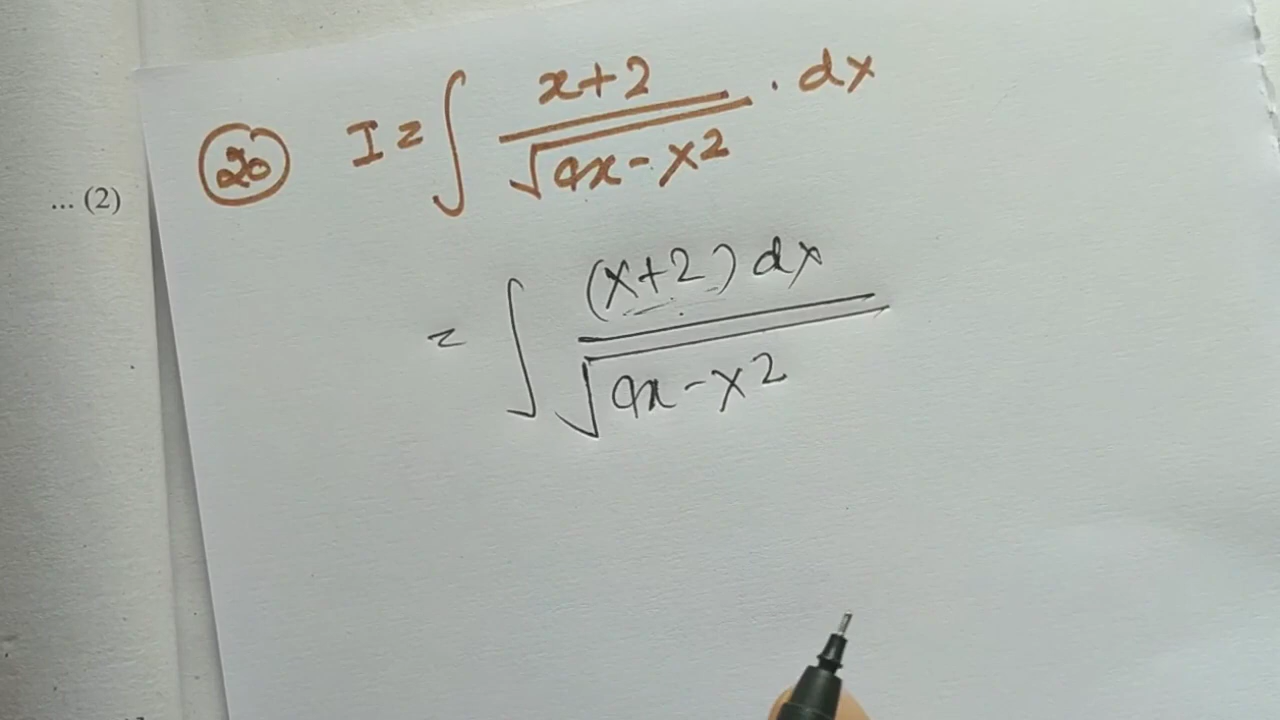 ... (2)
20 I = ∫ x+2 / √4x-x² . dx
= ∫ (x+2) dx / √4x-x²